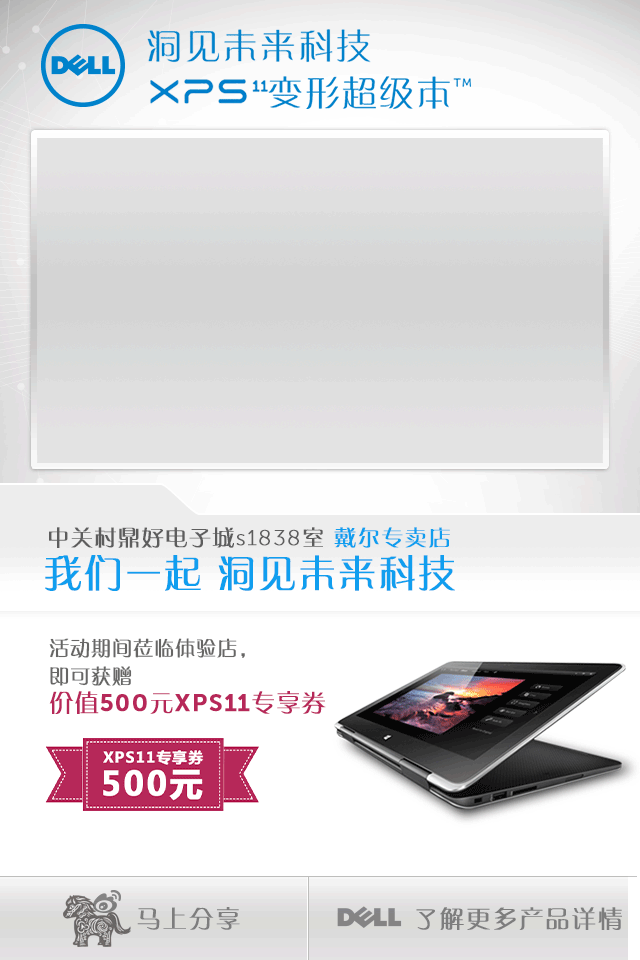 DELL
洞见未来科技
XPS 11 变形超级本™
中关村鼎好电子城s1838室 戴尔专卖店
我们一起 洞见未来科技
活动期间莅临体验店,
即可获赠
价值500元XPS11专享券
XPS11专享券
500元
马上分享
DELL 了解更多产品详情